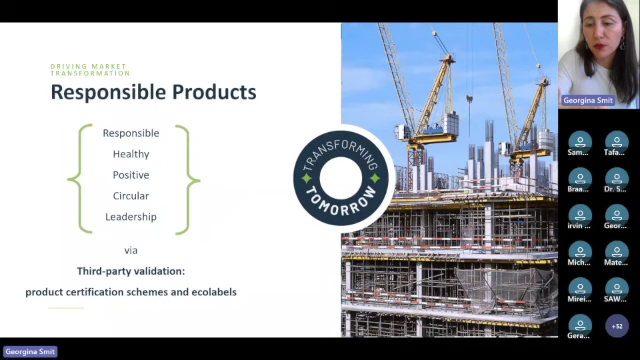 DRIVING MARKET
TRANSFORMATION
Responsible Products
Responsible
Healthy
Positive
Circular
Leadership
via
Third-party validation:
product certification schemes and ecolabels
TRANSFORMING
TOMORROW
Georgina Smit
Sam... Tafa...
Braa... Dr. S...
irvin ... Geor...
Mich... Mate...
Mirei... SAW...
Gera... +52
Georgina Smit